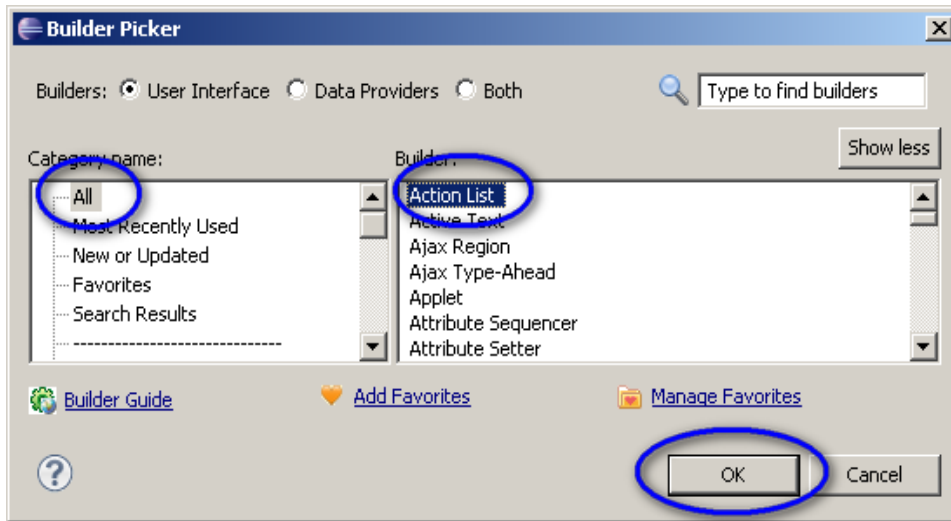 Builder Picker
Builders: User Interface Data Providers Both Type to find builders
Show less
Category name: Builder:
All
Most Recently Used
New or Updated
Favorites
Search Results
------------------------------
Action List
Active Text
Ajax Region
Ajax Type-Ahead
Applet
Attribute Sequencer
Attribute Setter
Builder Guide Add Favorites Manage Favorites
? OK Cancel